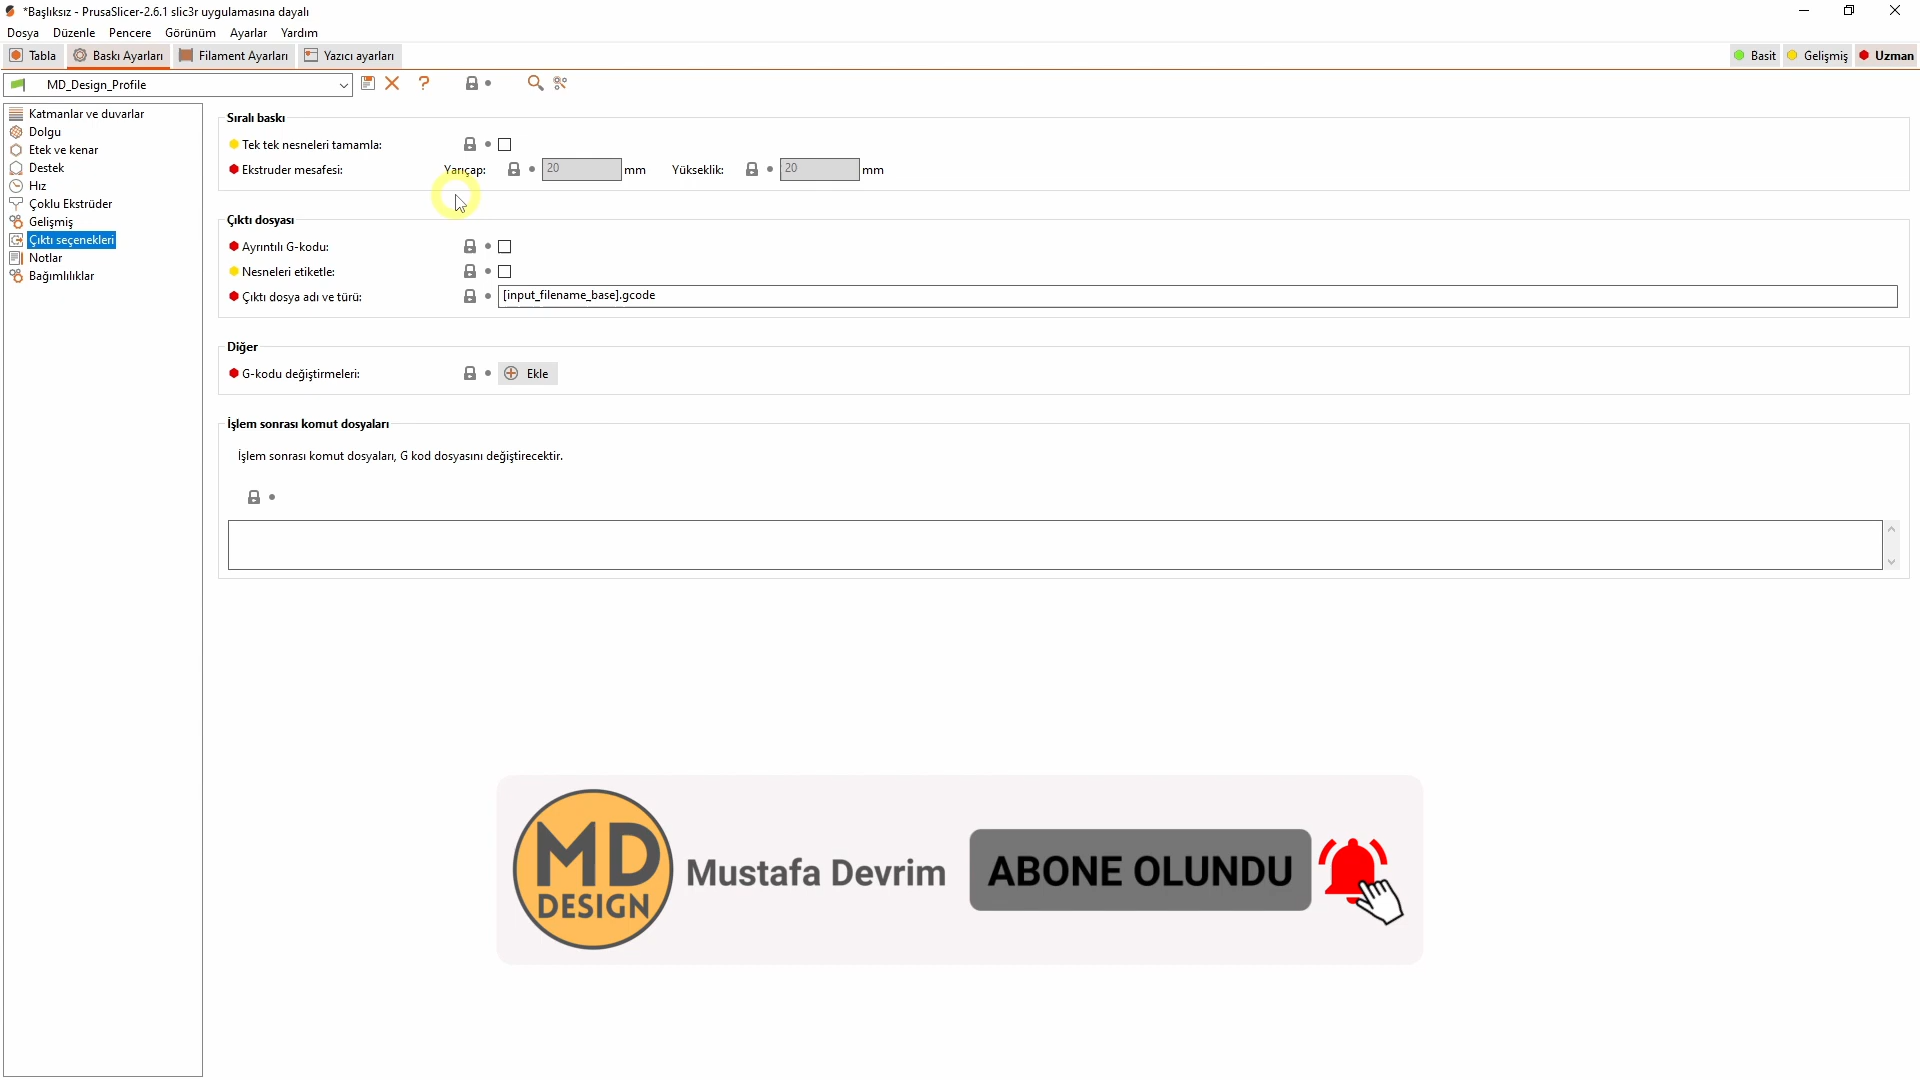 *Başlıksız - PrusaSlicer-2.6.1 slic3r uygulamasına dayalı
Dosya Düzenle Pencere Görünüm Ayarlar Yardım
Tabla Baskı Ayarları Filament Ayarları Yazıcı ayarları Basit Gelişmiş Uzman
MD_Design_Profile
Katmanlar ve duvarlar
Dolgu
Etek ve kenar
Destek
Hız
Çoklu Ekstrüder
Gelişmiş
Çıktı seçenekleri
Notlar
Bağımlılıklar
Sıralı baskı
Tek tek nesneleri tamamla:
Ekstruder mesafesi: Yarıçap: 20 mm Yükseklik: 20 mm
Çıktı dosyası
Ayrıntılı G-kodu:
Nesneleri etiketle:
Çıktı dosya adı ve türü: [input_filename_base].gcode
Diğer
G-kodu değiştirmeleri: Ekle
İşlem sonrası komut dosyaları
İşlem sonrası komut dosyaları, G kod dosyasını değiştirecektir.
MD
DESIGN
Mustafa Devrim
ABONE OLUNDU